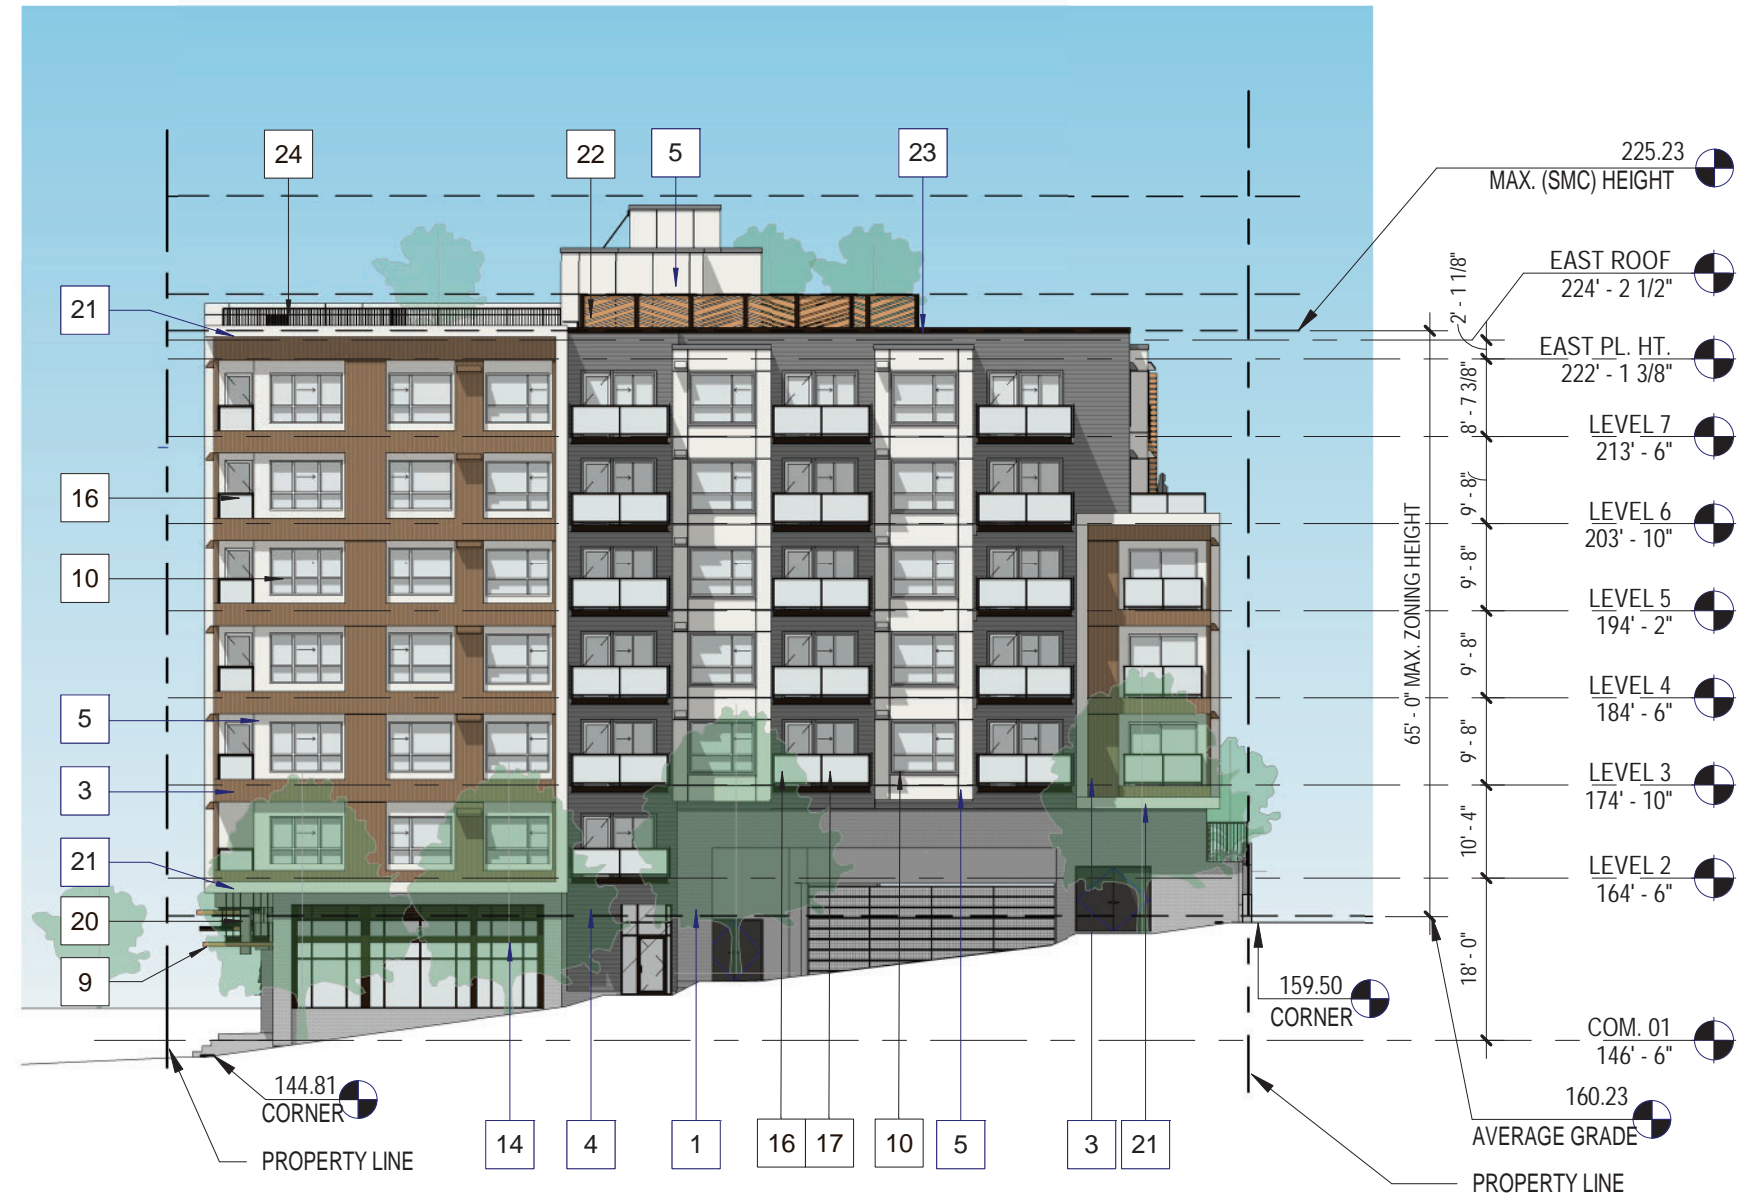 24
22
5
23
225.23
MAX. (SMC) HEIGHT
EAST ROOF
224' - 2 1/2"
2' - 1 1/8"
21
EAST PL. HT.
222' - 1 3/8"
8' - 7 3/8"
LEVEL 7
213' - 6"
16
9' - 8"
LEVEL 6
203' - 10"
10
9' - 8"
LEVEL 5
194' - 2"
65' - 0" MAX. ZONING HEIGHT
9' - 8"
LEVEL 4
184' - 6"
5
9' - 8"
LEVEL 3
174' - 10"
3
10' - 4"
21
LEVEL 2
164' - 6"
20
9
18' - 0"
159.50
CORNER
COM. 01
146' - 6"
144.81
CORNER
160.23
AVERAGE GRADE
14
4
1
16
17
10
5
3
21
PROPERTY LINE
PROPERTY LINE